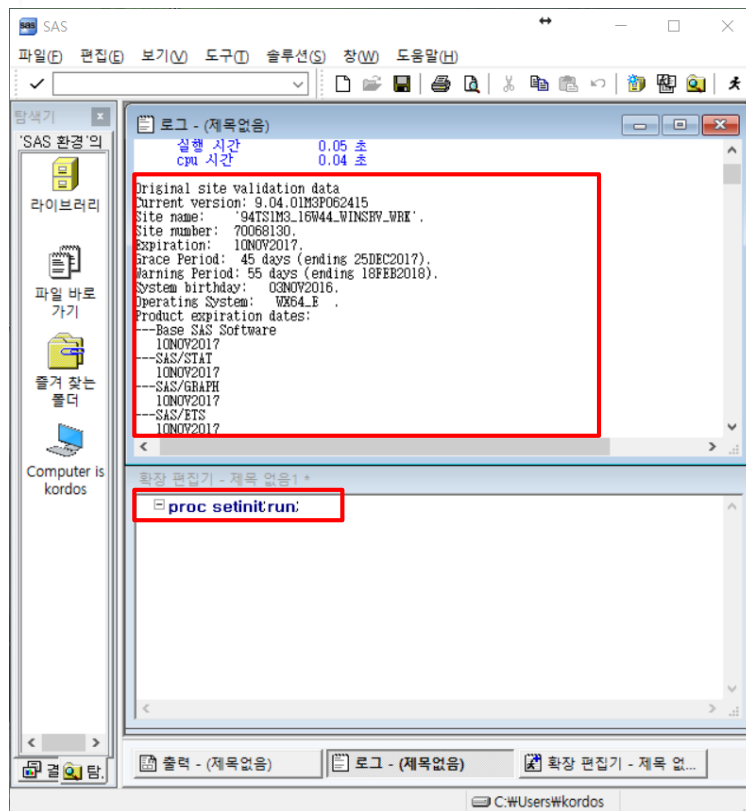 SAS
파일(F) 편집(E) 보기(V) 도구(T) 솔루션(S) 창(W) 도움말(H)
탐색기
'SAS 환경'의
라이브러리
파일 바로
가기
즐겨 찾는
폴더
Computer is
kordos
로그 - (제목없음)
실행 시간 0.05 초
cpu 시간 0.04 초
Original site validation data
Current version: 9.04.01M3P062415
Site name: '94TS1M3_16W44_WINSRV_WRK'.
Site number: 70068130.
Expiration: 10NOV2017.
Grace Period: 45 days (ending 25DEC2017).
Warning Period: 55 days (ending 18FEB2018).
System birthday: 03NOV2016.
Operating System: WX64_E .
Product expiration dates:
---Base SAS Software
10NOV2017
---SAS/STAT
10NOV2017
---SAS/GRAPH
10NOV2017
---SAS/ETS
10NOV2017
확장 편집기 - 제목 없음1 *
proc setinit;run;
결 탐.
출력 - (제목없음) 로그 - (제목없음) 확장 편집기 - 제목 없...
C:₩Users₩kordos